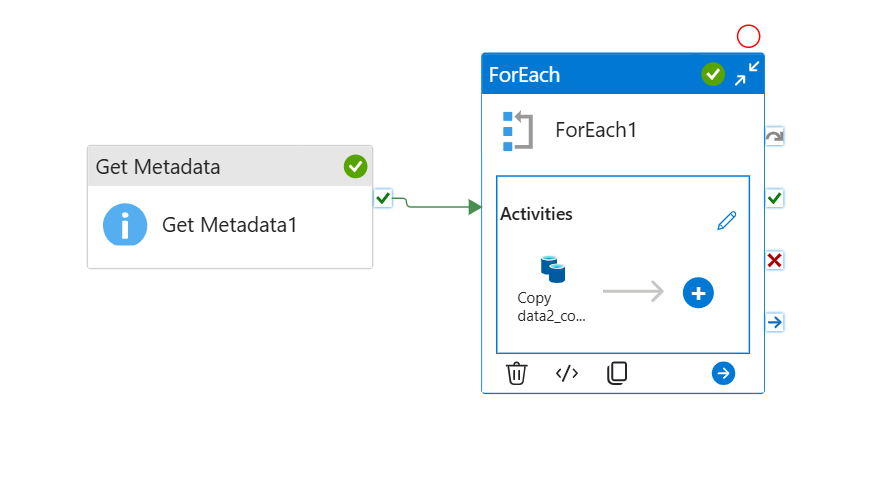 Get Metadata
Get Metadata1
ForEach
ForEach1
Activities
Copy
data2_co...